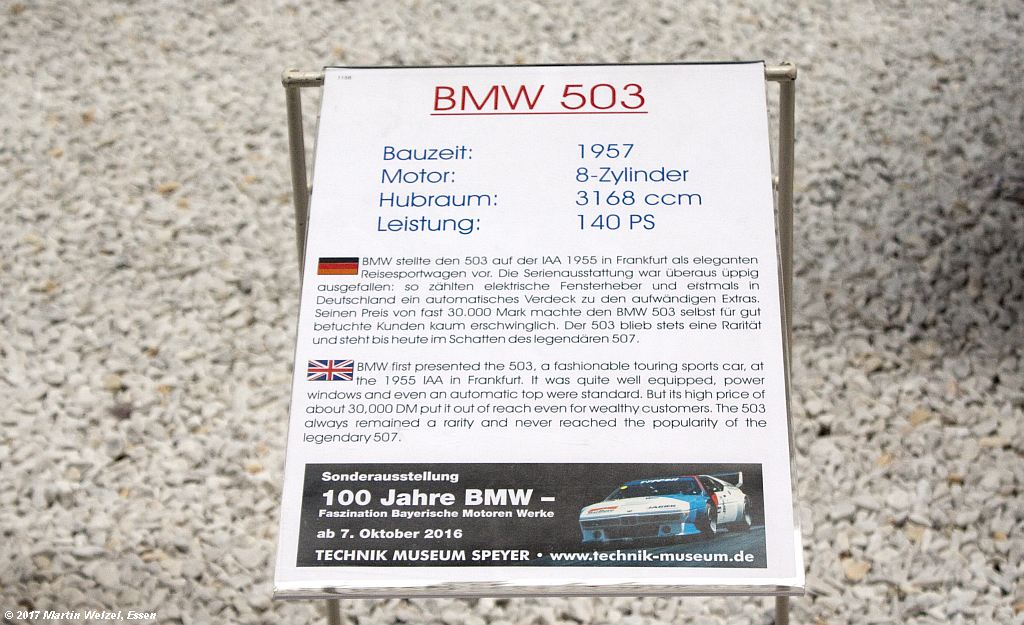 1198
BMW 503
Bauzeit: 1957
Motor: 8-Zylinder
Hubraum: 3168 ccm
Leistung: 140 PS
BMW stellte den 503 auf der IAA 1955 in Frankfurt als eleganten
Reisesportwagen vor. Die Serienausstattung war überaus üppig
ausgefallen: so zählten elektrische Fensterheber und erstmals in
Deutschland ein automatisches Verdeck zu den aufwändigen Extras.
Seinen Preis von fast 30.000 Mark machte den BMW 503 selbst für gut
betuchte Kunden kaum erschwinglich. Der 503 blieb stets eine Rarität
und steht bis heute im Schatten des legendären 507.
BMW first presented the 503, a fashionable touring sports car, at
the 1955 IAA in Frankfurt. It was quite well equipped, power
windows and even an automatic top were standard. But its high price of
about 30,000 DM put it out of reach even for wealthy customers. The 503
always remained a rarity and never reached the popularity of the
legendary 507.
Sonderausstellung
100 Jahre BMW –
Faszination Bayerische Motoren Werke
ab 7. Oktober 2016
TECHNIK MUSEUM SPEYER • www.technik-museum.de
© 2017 Martin Welzel, Essen